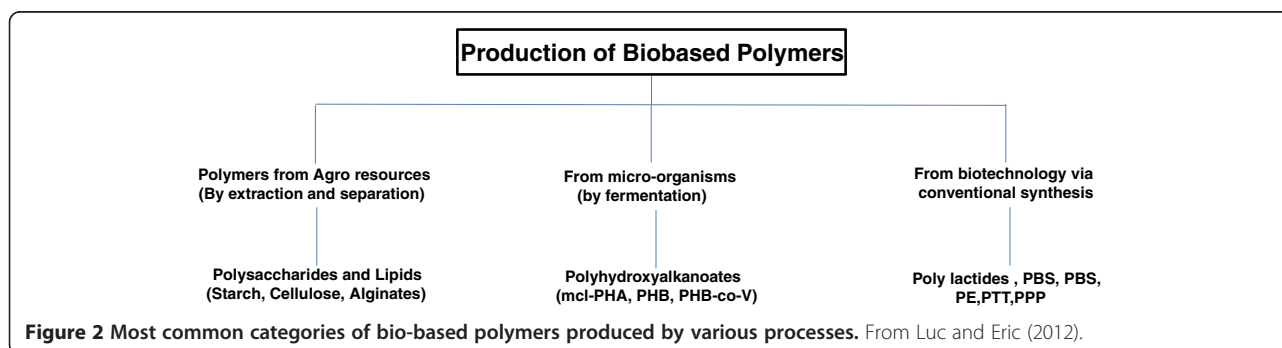 Production of Biobased Polymers
Polymers from Agro resources
(By extraction and separation)
From micro-organisms
(by fermentation)
From biotechnology via
conventional synthesis
Polysaccharides and Lipids
(Starch, Cellulose, Alginates)
Polyhydroxyalkanoates
(mcl-PHA, PHB, PHB-co-V)
Poly lactides , PBS, PBS,
PE,PTT,PPP
Figure 2 Most common categories of bio-based polymers produced by various processes. From Luc and Eric (2012).